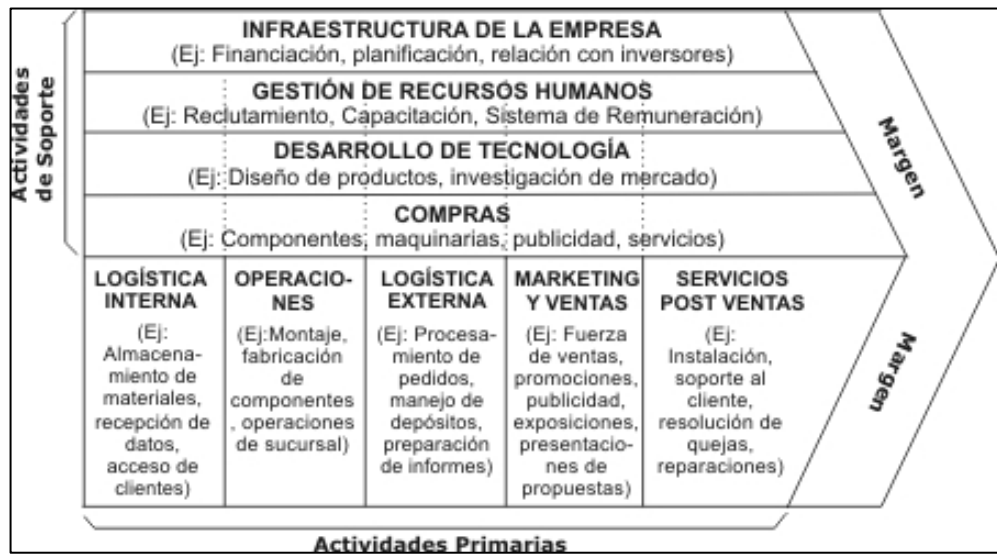 Actividades
de Soporte
INFRAESTRUCTURA DE LA EMPRESA
(Ej: Financiación, planificación, relación con inversores)
GESTIÓN DE RECURSOS HUMANOS
(Ej: Reclutamiento, Capacitación, Sistema de Remuneración)
DESARROLLO DE TECNOLOGÍA
(Ej: Diseño de productos, investigación de mercado)
COMPRAS
(Ej: Componentes, maquinarias, publicidad, servicios)
LOGÍSTICA
INTERNA
(Ej:
Almacena-
miento de
materiales,
recepción de
datos,
acceso de
clientes)
OPERACIO-
NES
(Ej:Montaje,
fabricación
de
componentes
, operaciones
de sucursal)
LOGÍSTICA
EXTERNA
(Ej: Procesa-
miento de
pedidos,
manejo de
depósitos,
preparación
de informes)
MARKETING
Y VENTAS
(Ej: Fuerza
de ventas,
promociones,
publicidad,
exposiciones,
presentacio-
nes de
propuestas)
SERVICIOS
POST VENTAS
(Ej:
Instalación,
soporte al
cliente,
resolución de
quejas,
reparaciones)
Margen
Margen
Actividades Primarias